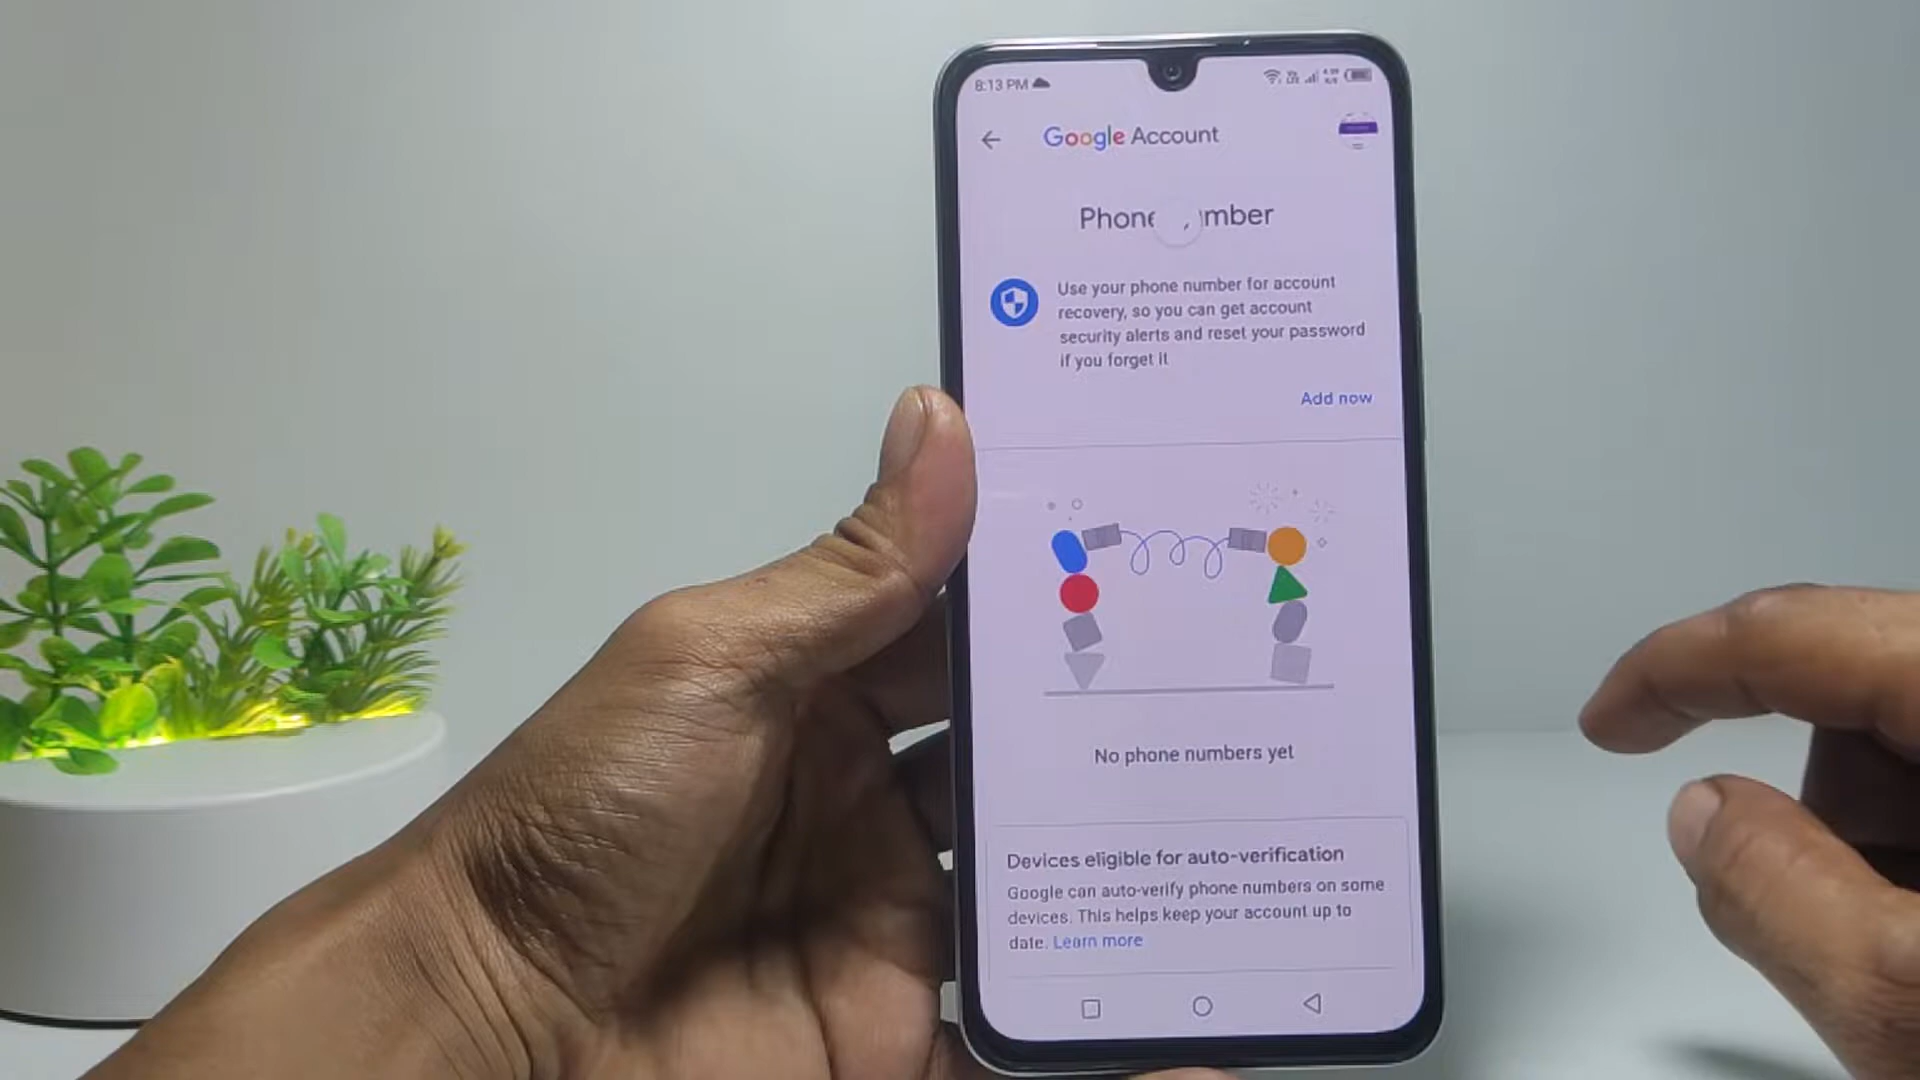 8:13 PM
Google Account
Phone mber
Use your phone number for account
recovery, so you can get account
security alerts and reset your password
if you forget it
Add now
No phone numbers yet
Devices eligible for auto-verification
Google can auto-verify phone numbers on some
devices. This helps keep your account up to
date. Learn more